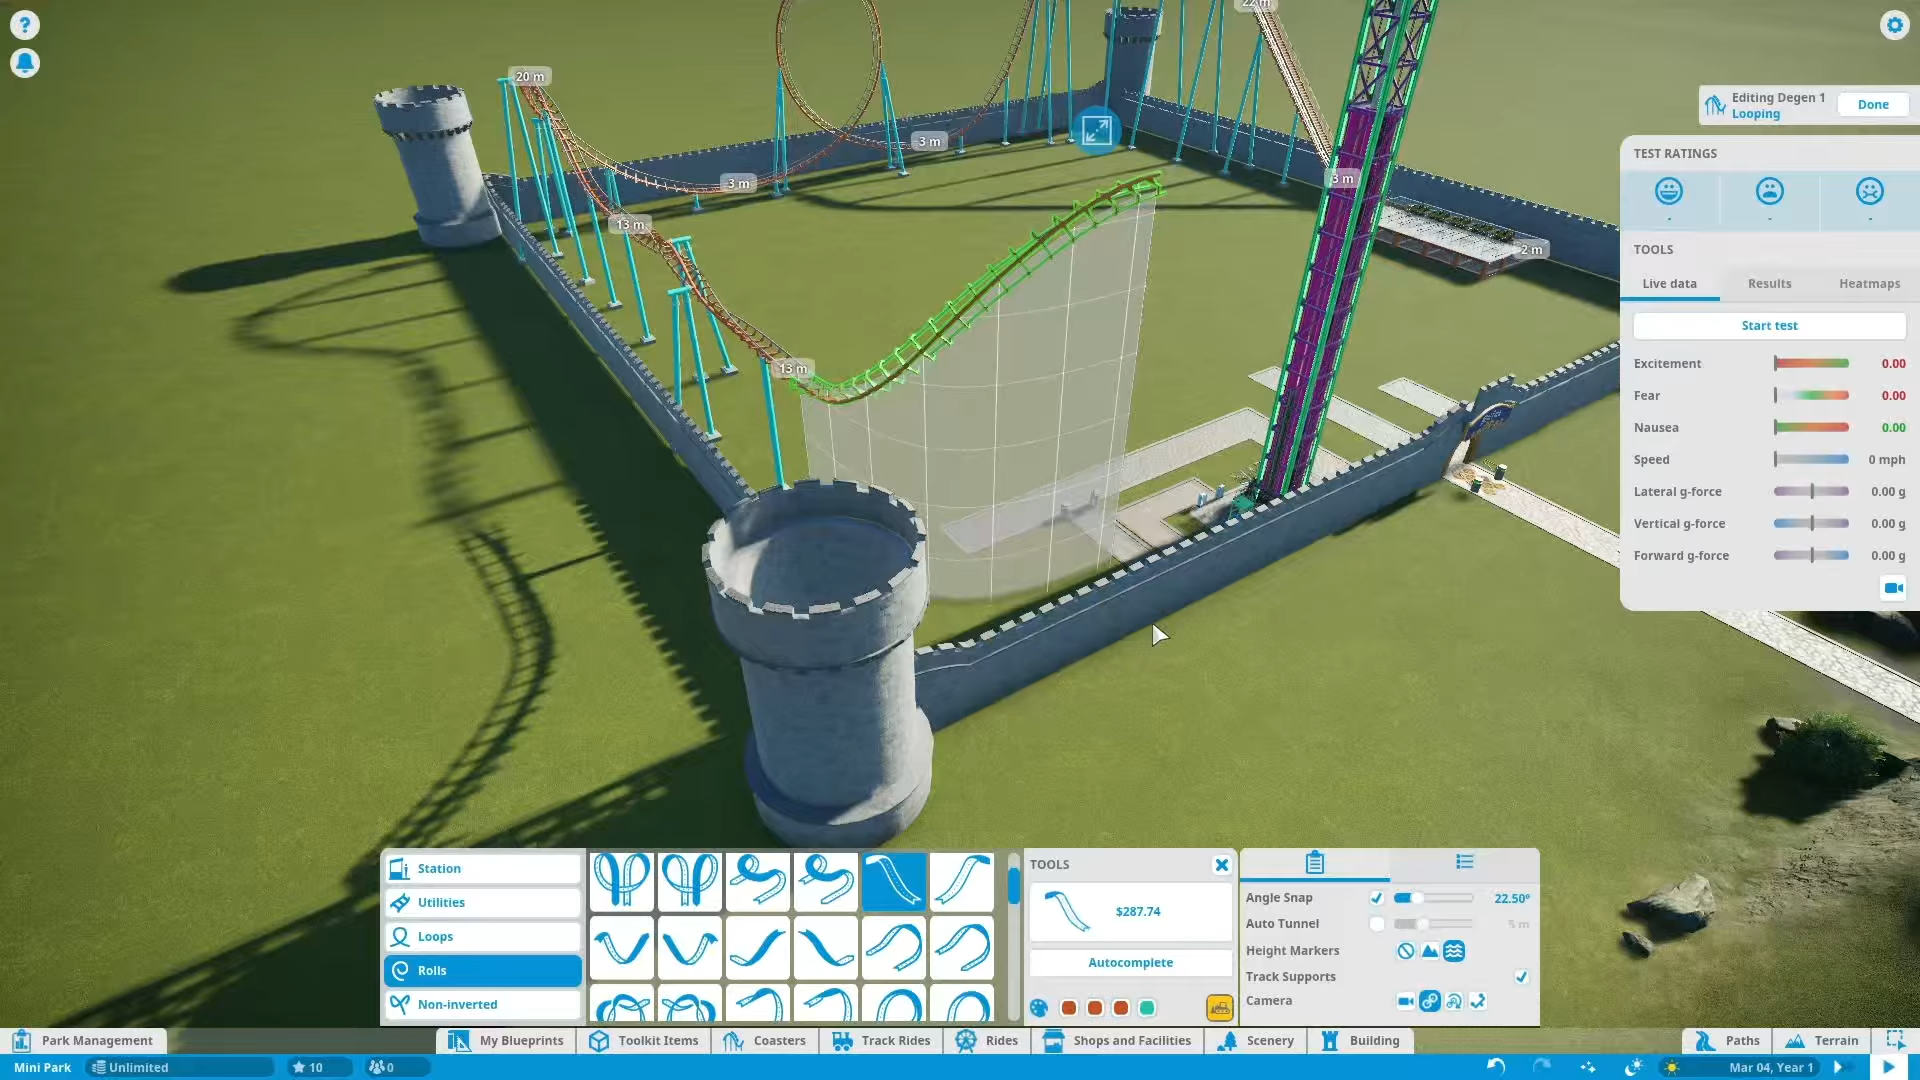 ?
22 m
20 m
3 m
3 m
3 m
13 m
2 m
13 m
Editing Degen 1
Looping
Done
TEST RATINGS
- - -
TOOLS
Live data Results Heatmaps
Start test
Excitement 0.00
Fear 0.00
Nausea 0.00
Speed 0 mph
Lateral g-force 0.00 g
Vertical g-force 0.00 g
Forward g-force 0.00 g
Station
Utilities
Loops
Rolls
Non-inverted
TOOLS
$287.74
Autocomplete
Angle Snap 22.50°
Auto Tunnel 5 m
Height Markers
Track Supports
Camera
Park Management
My Blueprints
Toolkit Items
Coasters
Track Rides
Rides
Shops and Facilities
Scenery
Building
Paths
Terrain
Mini Park
Unlimited
10
0
Mar 04, Year 1